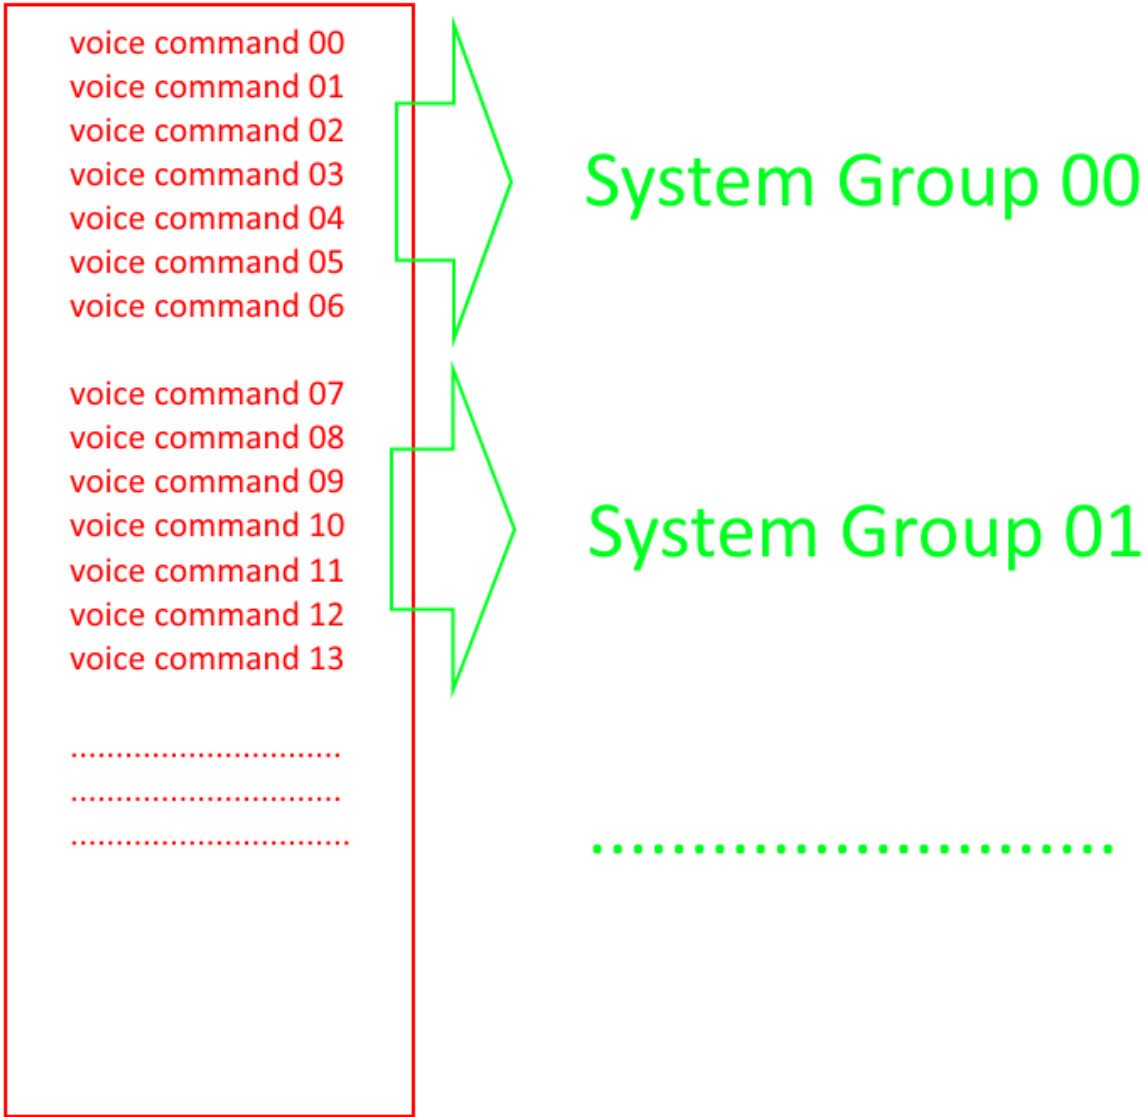 voice command 00
voice command 01
voice command 02
voice command 03
voice command 04
voice command 05
voice command 06
System Group 00
voice command 07
voice command 08
voice command 09
voice command 10
voice command 11
voice command 12
voice command 13
System Group 01
..............................
..............................
...............................
..........................